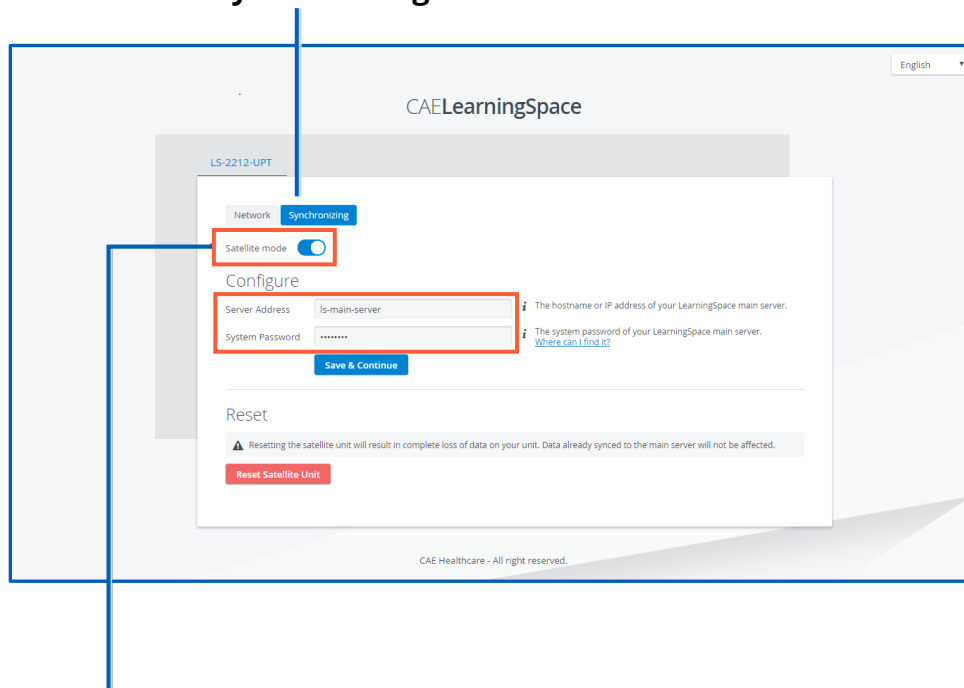 English
CAELearningSpace
LS-2212-UPT
Network Synchronizing
Satellite mode
Configure
Server Address ls-main-server i The hostname or IP address of your LearningSpace main server.
System Password •••••••• i The system password of your LearningSpace main server.
Where can I find it?
Save & Continue
Reset
Resetting the satellite unit will result in complete loss of data on your unit. Data already synced to the main server will not be affected.
Reset Satellite Unit
CAE Healthcare - All right reserved.